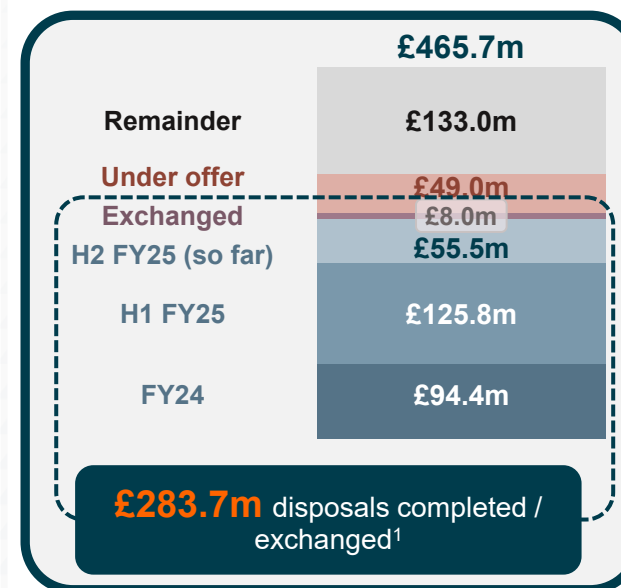 £465.7m
Remainder £133.0m
Under offer £49.0m
Exchanged £8.0m
H2 FY25 (so far) £55.5m
H1 FY25 £125.8m
FY24 £94.4m
£283.7m disposals completed /
exchanged¹